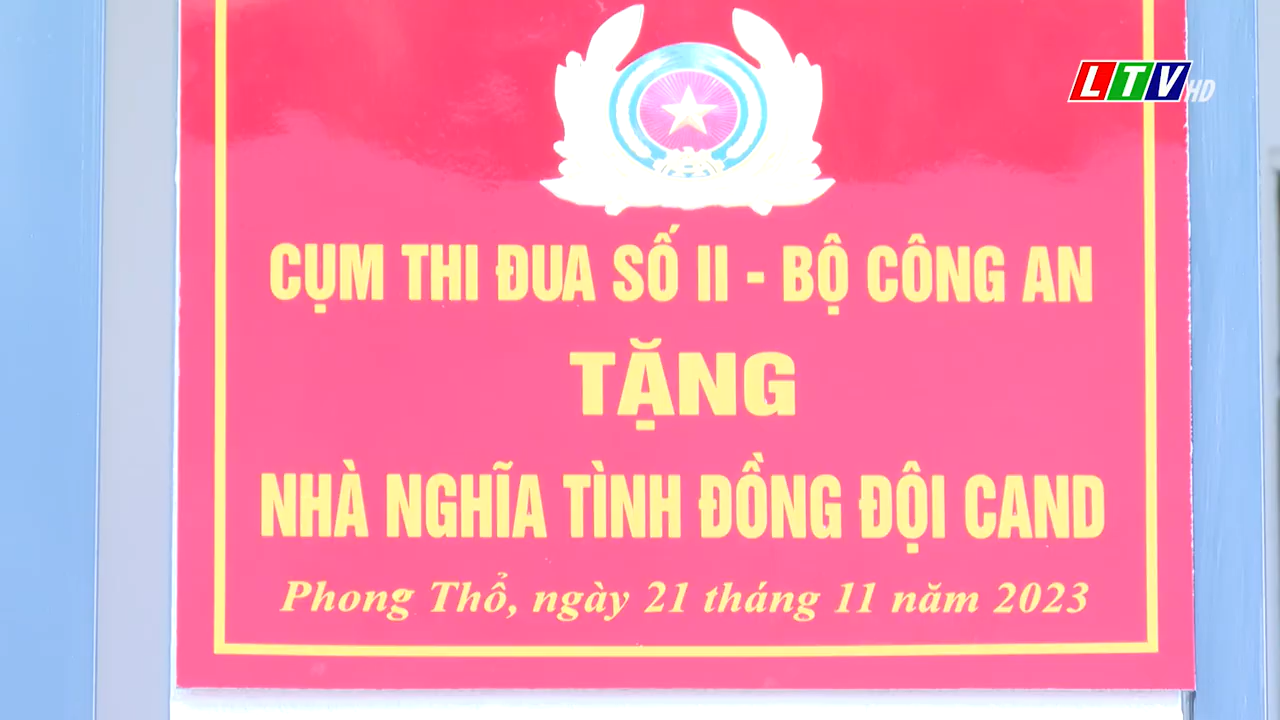 LTV HD
CỤM THI ĐUA SỐ II - BỘ CÔNG AN
TẶNG
NHÀ NGHĨA TÌNH ĐỒNG ĐỘI CAND
Phong Thổ, ngày 21 tháng 11 năm 2023